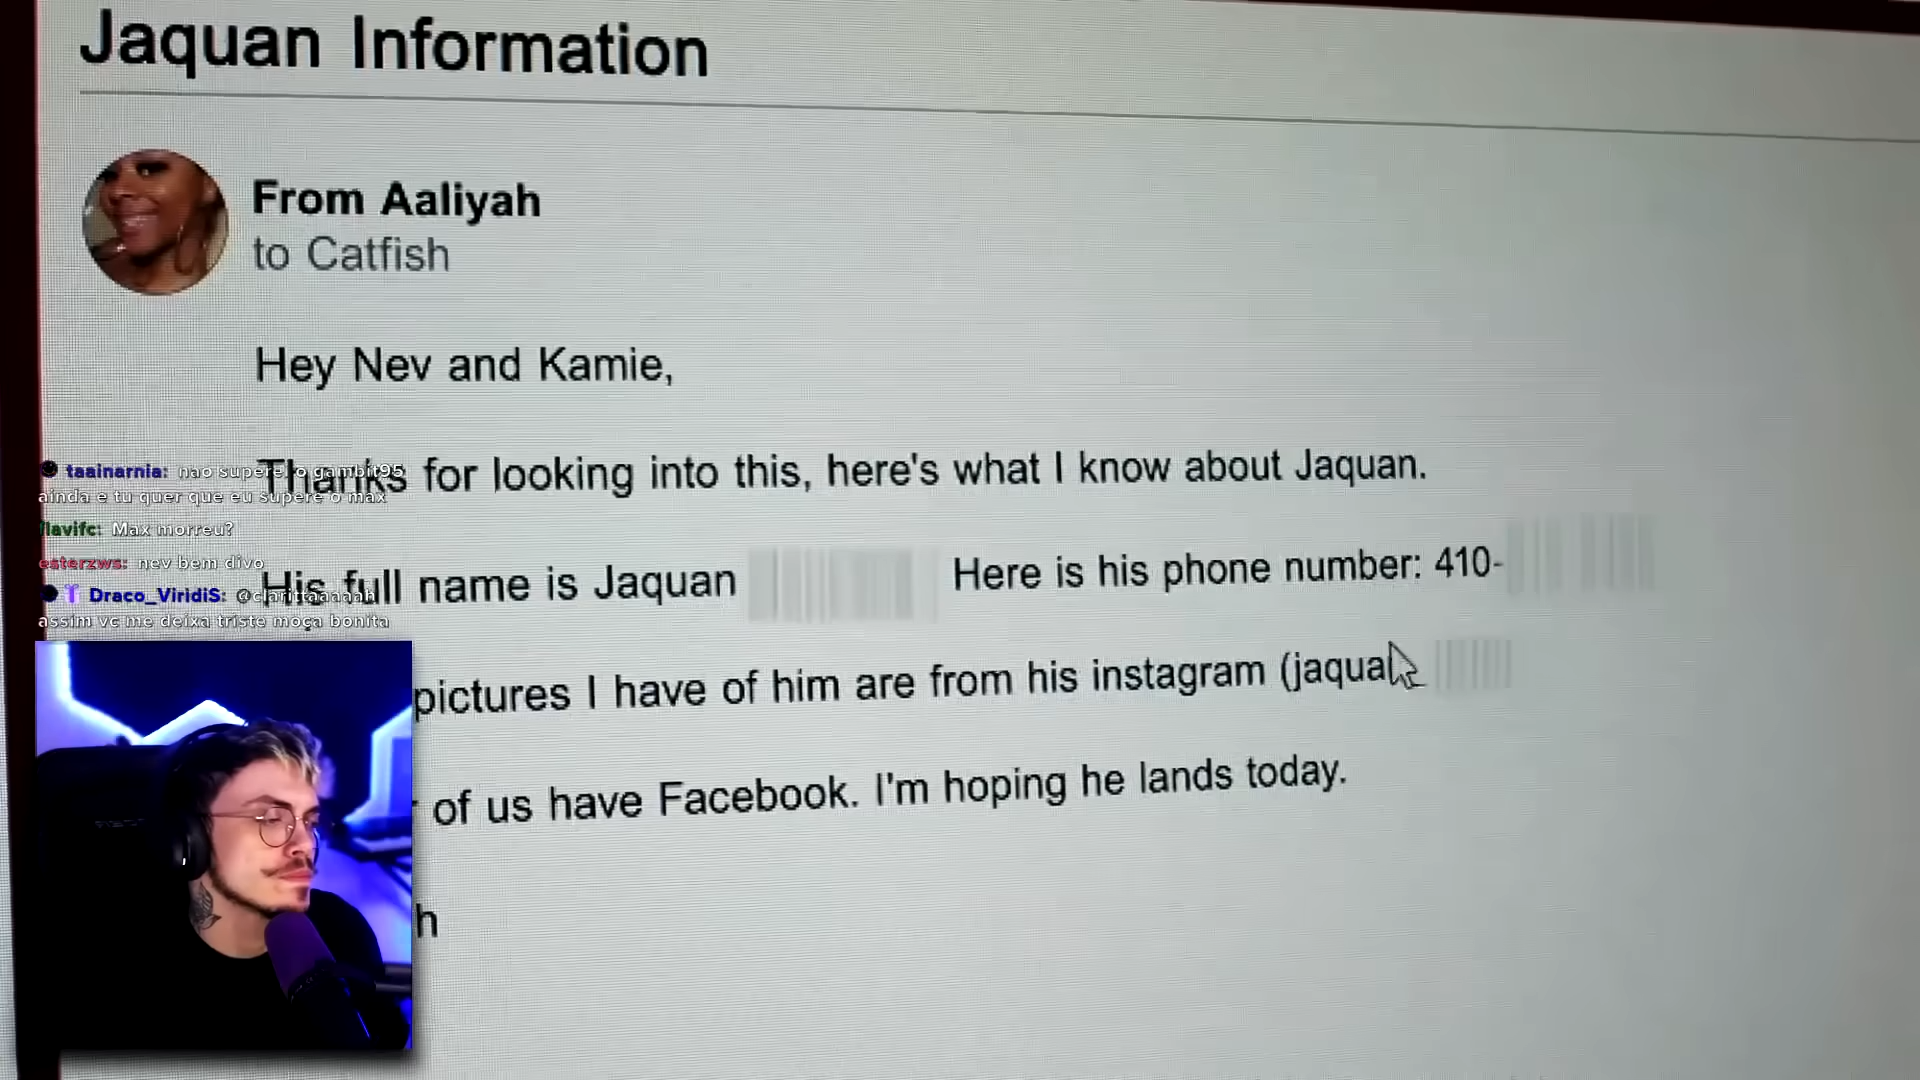 Jaquan Information
From Aaliyah
to Catfish
Hey Nev and Kamie,
Thanks for looking into this, here's what I know about Jaquan.
His full name is Jaquan Here is his phone number: 410-
pictures I have of him are from his instagram (jaqua
of us have Facebook. I'm hoping he lands today.
h
taainarnia: nao supere o gambit95
ainda e tu quer que eu supere o max
flavifc: Max morreu?
esterzws: nev bem divo
Draco_ViridiS: @clarittaaaaah
assim vc me deixa triste moça bonita